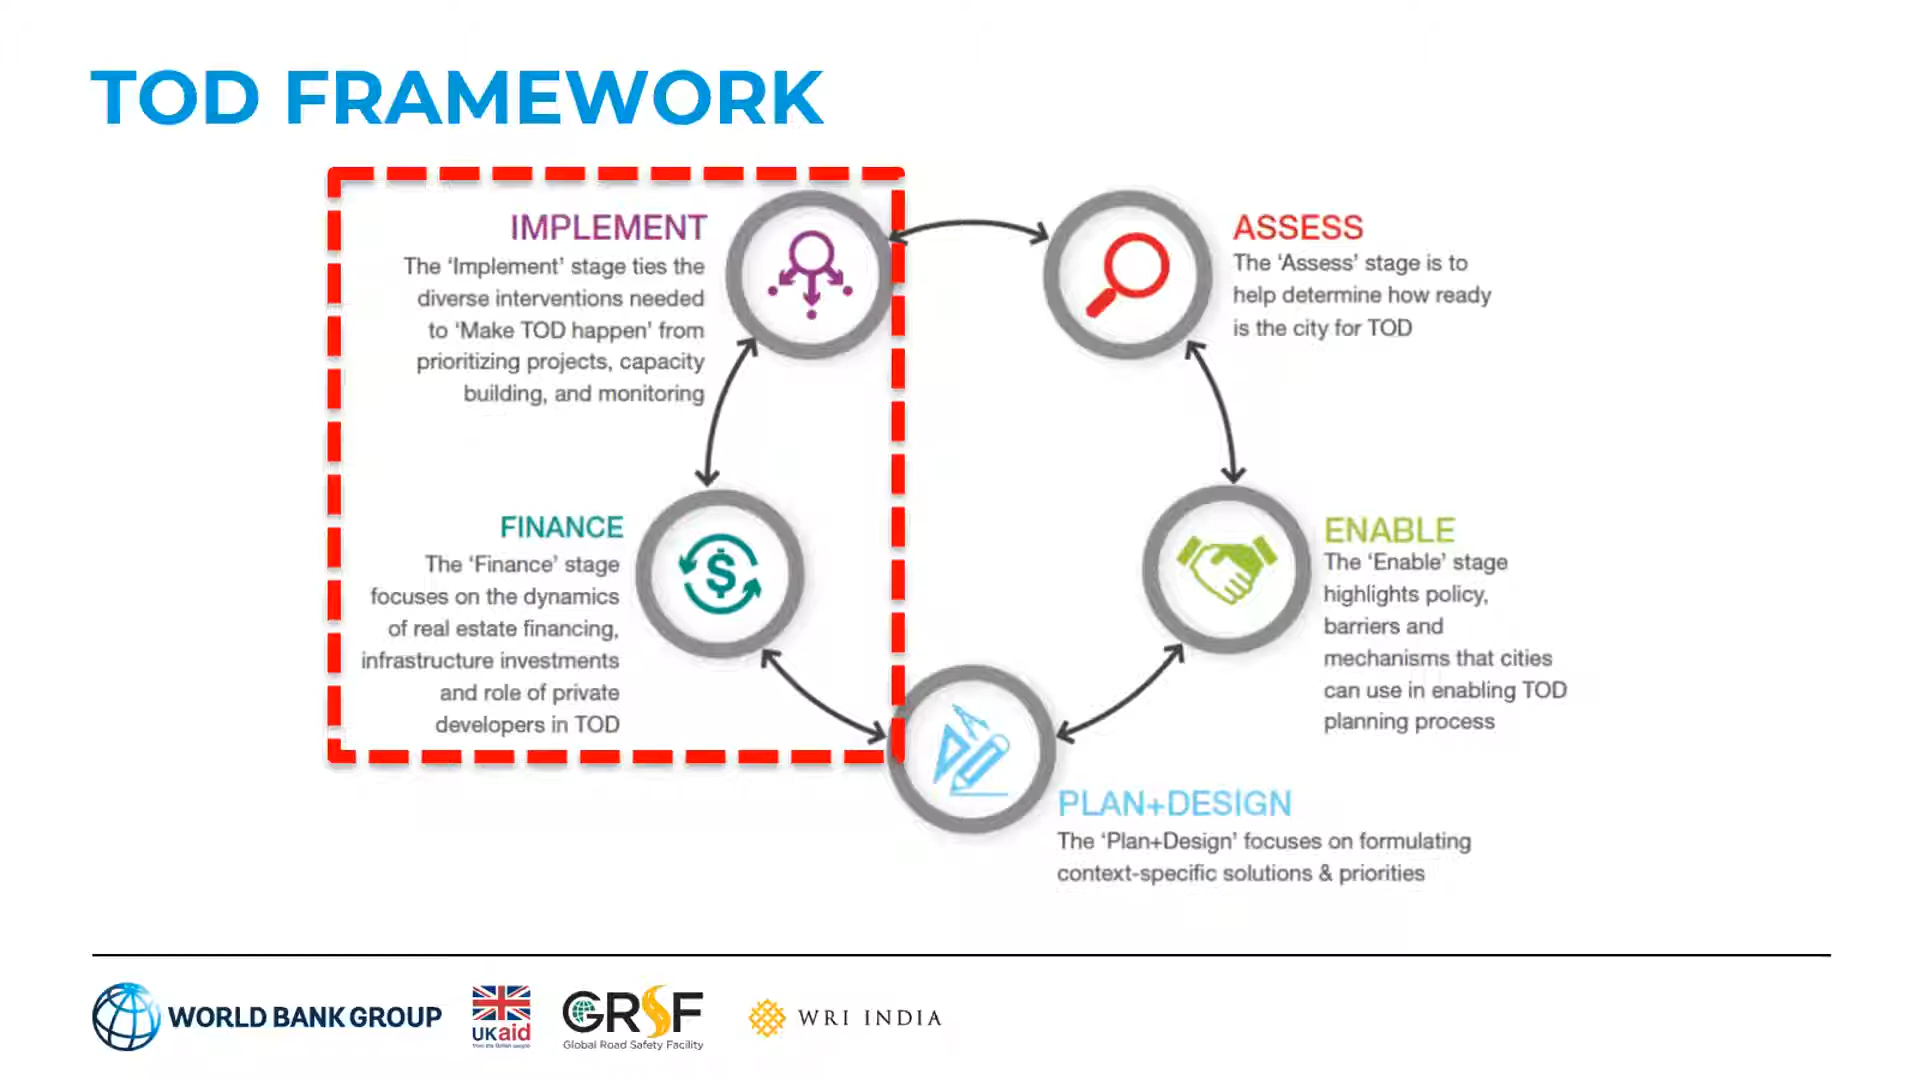 TOD FRAMEWORK
IMPLEMENT
The ‘Implement’ stage ties the
diverse interventions needed
to ‘Make TOD happen’ from
prioritizing projects, capacity
building, and monitoring
ASSESS
The ‘Assess’ stage is to
help determine how ready
is the city for TOD
FINANCE
The ‘Finance’ stage
focuses on the dynamics
of real estate financing,
infrastructure investments
and role of private
developers in TOD
$
ENABLE
The ‘Enable’ stage
highlights policy,
barriers and
mechanisms that cities
can use in enabling TOD
planning process
PLAN+DESIGN
The ‘Plan+Design’ focuses on formulating
context-specific solutions & priorities
WORLD BANK GROUP
UKaid
from the British people
GRSF
Global Road Safety Facility
WRI INDIA